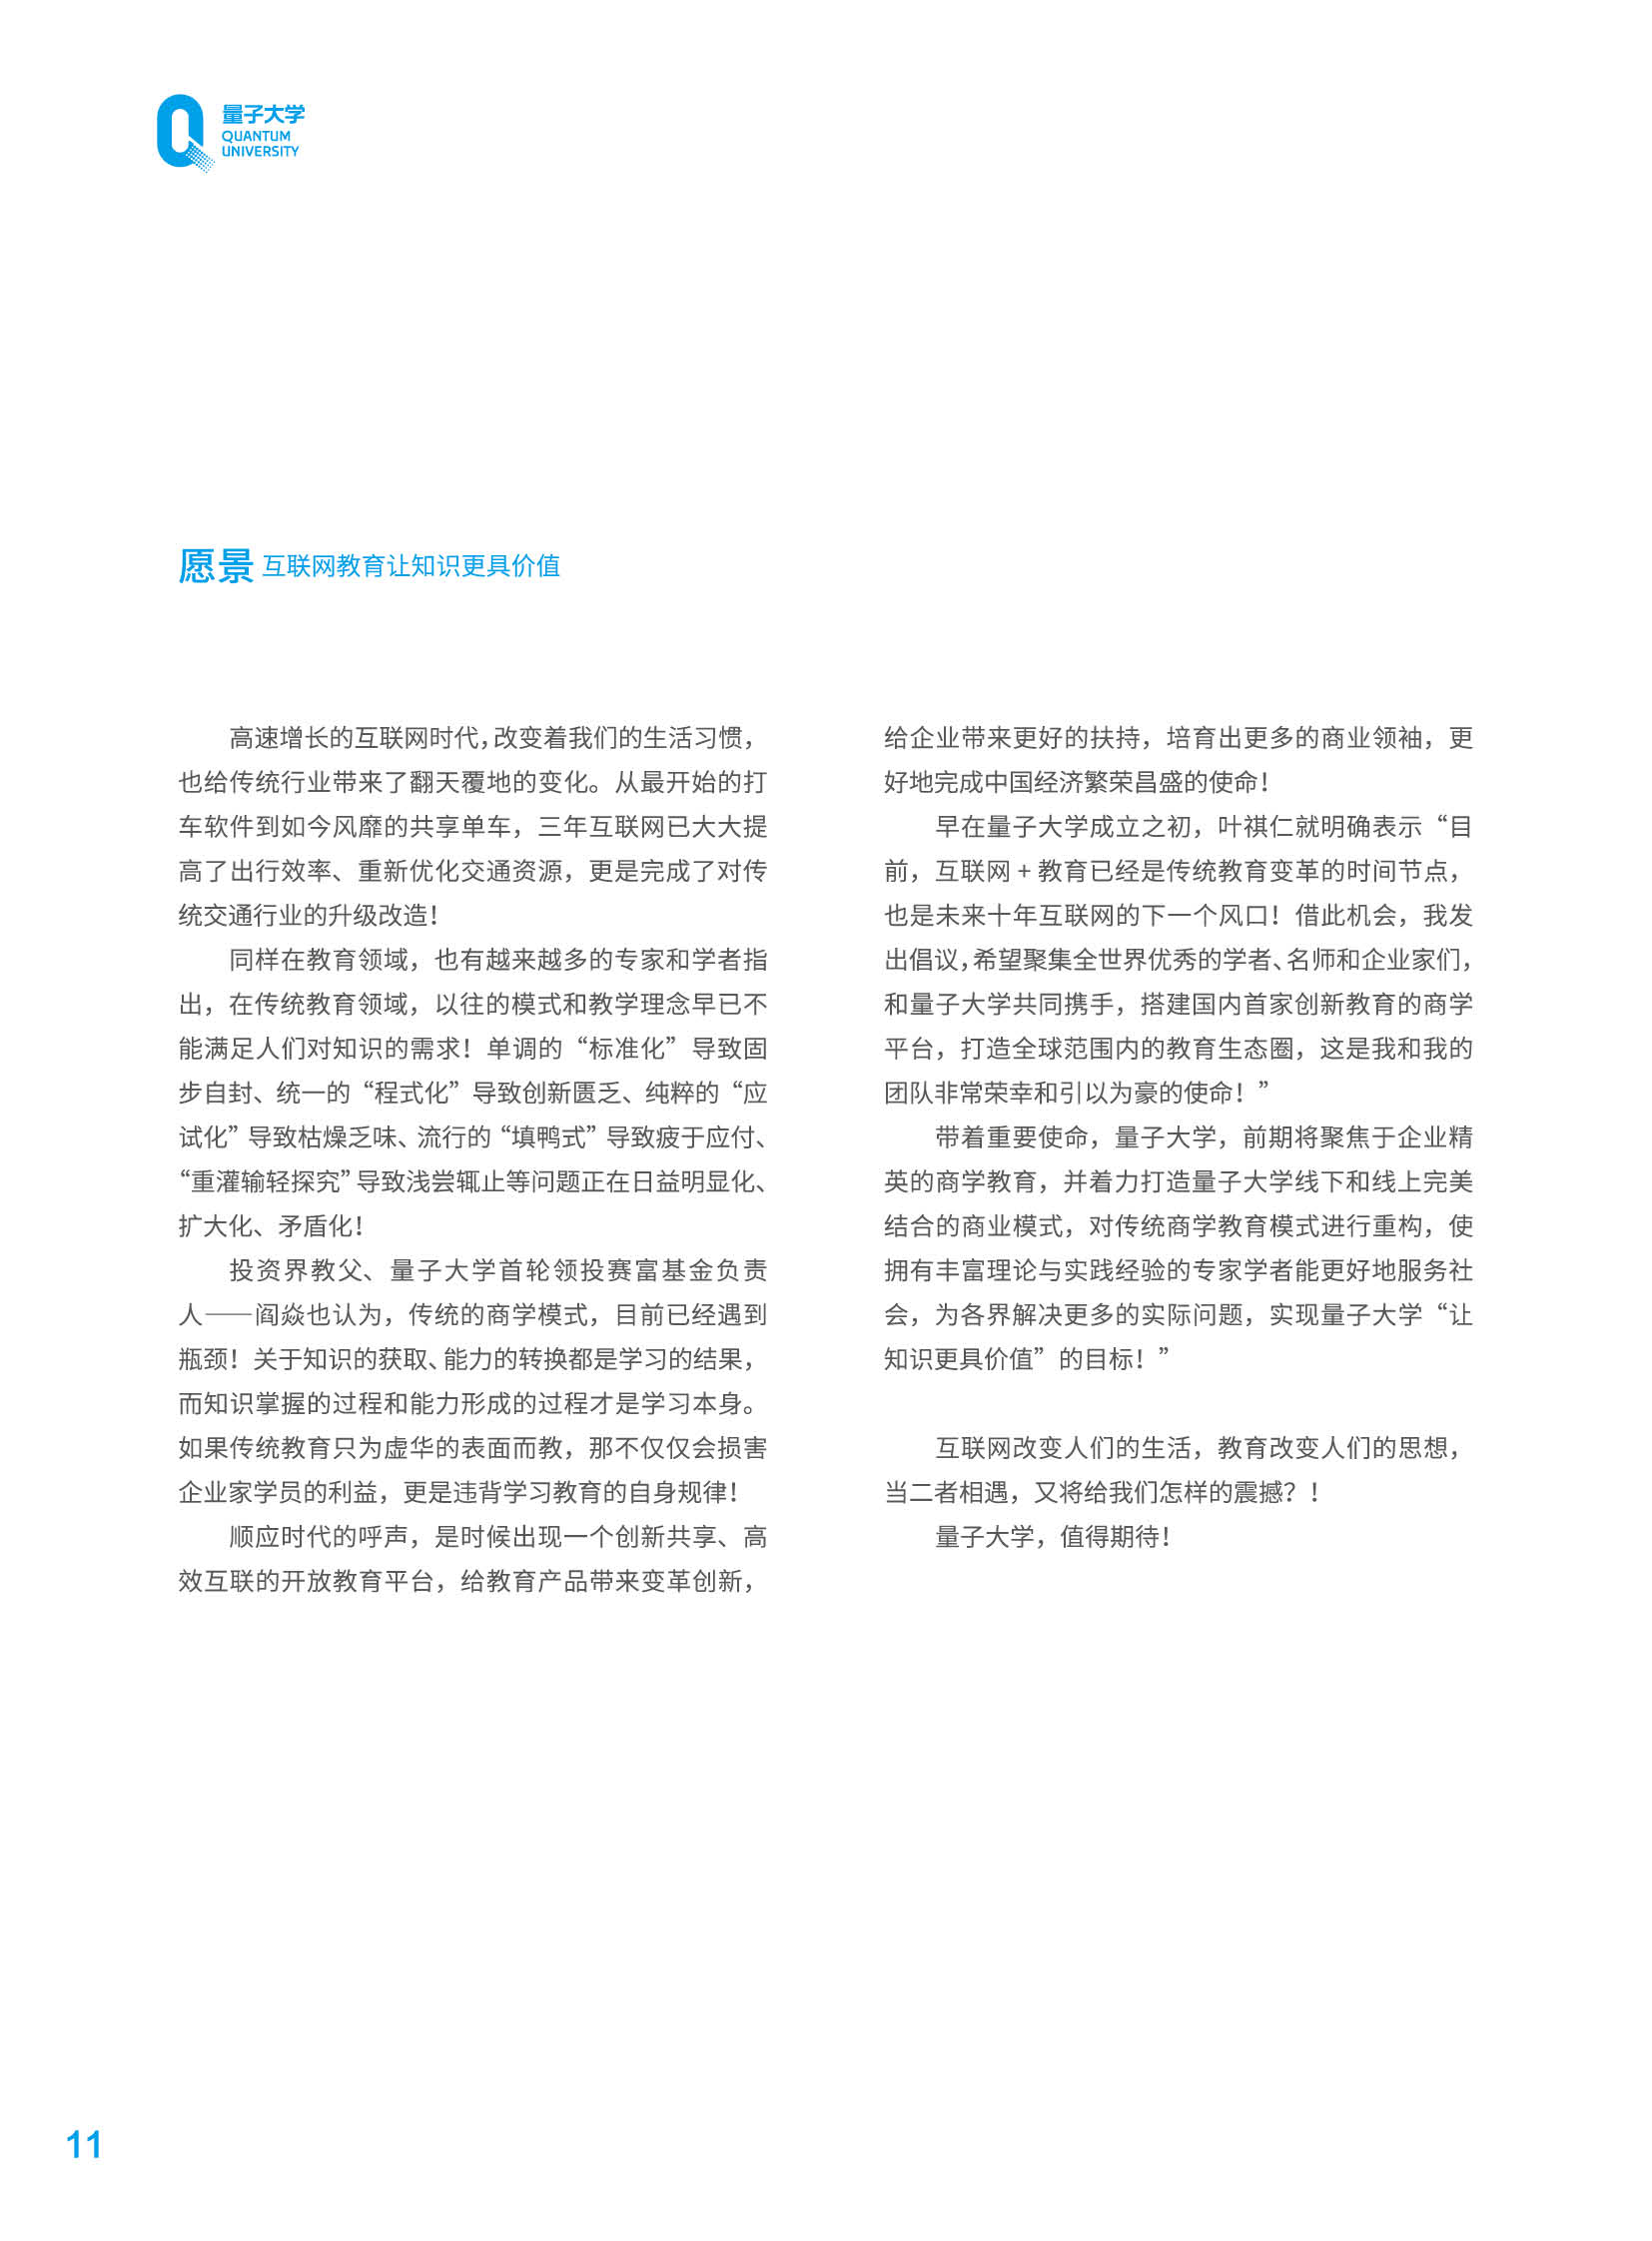 量子大学
QUANTUM
UNIVERSITY
愿景 互联网教育让知识更具价值
高速增长的互联网时代，改变着我们的生活习惯，
也给传统行业带来了翻天覆地的变化。从最开始的打
车软件到如今风靡的共享单车，三年互联网已大大提
高了出行效率、重新优化交通资源，更是完成了对传
统交通行业的升级改造！
同样在教育领域，也有越来越多的专家和学者指
出，在传统教育领域，以往的模式和教学理念早已不
能满足人们对知识的需求！单调的“标准化”导致固
步自封、统一的“程式化”导致创新匮乏、纯粹的“应
试化”导致枯燥乏味、流行的“填鸭式”导致疲于应付、
“重灌输轻探究”导致浅尝辄止等问题正在日益明显化、
扩大化、矛盾化！
投资界教父、量子大学首轮领投赛富基金负责
人——阎焱也认为，传统的商学模式，目前已经遇到
瓶颈！关于知识的获取、能力的转换都是学习的结果，
而知识掌握的过程和能力形成的过程才是学习本身。
如果传统教育只为虚华的表面而教，那不仅仅会损害
企业家学员的利益，更是违背学习教育的自身规律！
顺应时代的呼声，是时候出现一个创新共享、高
效互联的开放教育平台，给教育产品带来变革创新，
给企业带来更好的扶持，培育出更多的商业领袖，更
好地完成中国经济繁荣昌盛的使命！
早在量子大学成立之初，叶祺仁就明确表示“目
前，互联网 + 教育已经是传统教育变革的时间节点，
也是未来十年互联网的下一个风口！借此机会，我发
出倡议，希望聚集全世界优秀的学者、名师和企业家们，
和量子大学共同携手，搭建国内首家创新教育的商学
平台，打造全球范围内的教育生态圈，这是我和我的
团队非常荣幸和引以为豪的使命！”
带着重要使命，量子大学，前期将聚焦于企业精
英的商学教育，并着力打造量子大学线下和线上完美
结合的商业模式，对传统商学教育模式进行重构，使
拥有丰富理论与实践经验的专家学者能更好地服务社
会，为各界解决更多的实际问题，实现量子大学“让
知识更具价值”的目标！”
互联网改变人们的生活，教育改变人们的思想，
当二者相遇，又将给我们怎样的震撼？！
量子大学，值得期待！
11